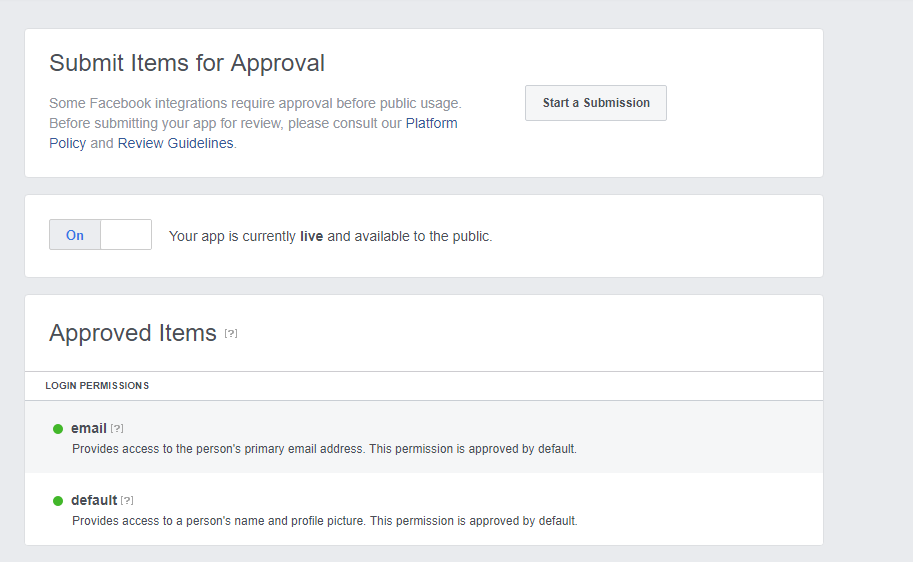 Submit Items for Approval
Some Facebook integrations require approval before public usage.
Before submitting your app for review, please consult our Platform
Policy and Review Guidelines.
Start a Submission
On
Your app is currently live and available to the public.
Approved Items [?]
LOGIN PERMISSIONS
email [?]
Provides access to the person's primary email address. This permission is approved by default.
default [?]
Provides access to a person's name and profile picture. This permission is approved by default.